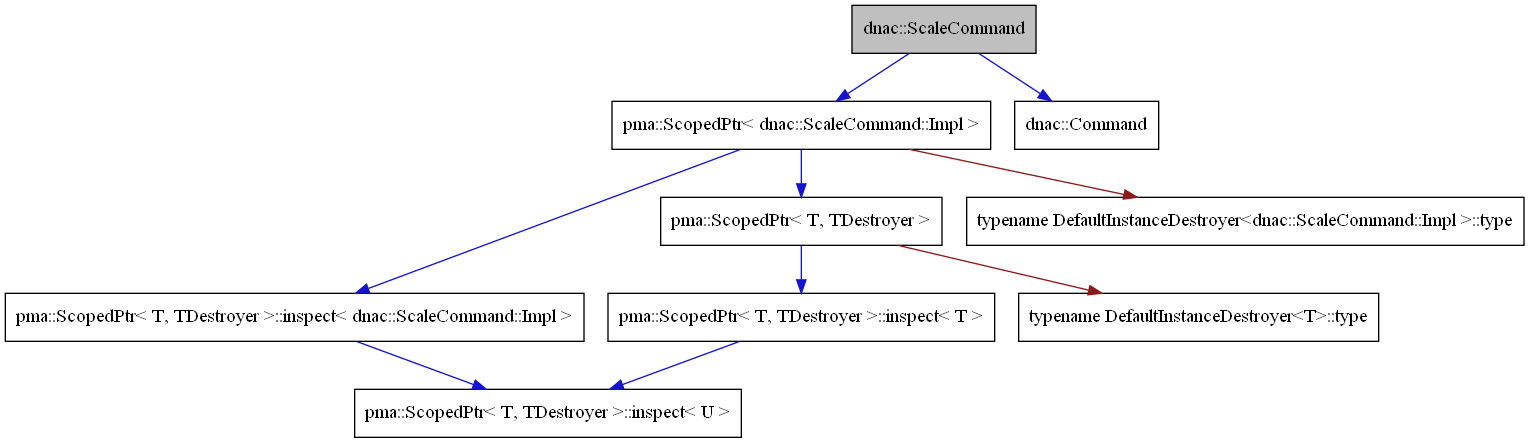 dnac::ScaleCommand
pma::ScopedPtr< dnac::ScaleCommand::Impl >
dnac::Command
pma::ScopedPtr< T, TDestroyer >
typename DefaultInstanceDestroyer<dnac::ScaleCommand::Impl >::type
pma::ScopedPtr< T, TDestroyer >::inspect< dnac::ScaleCommand::Impl >
pma::ScopedPtr< T, TDestroyer >::inspect< T >
typename DefaultInstanceDestroyer<T>::type
pma::ScopedPtr< T, TDestroyer >::inspect< U >